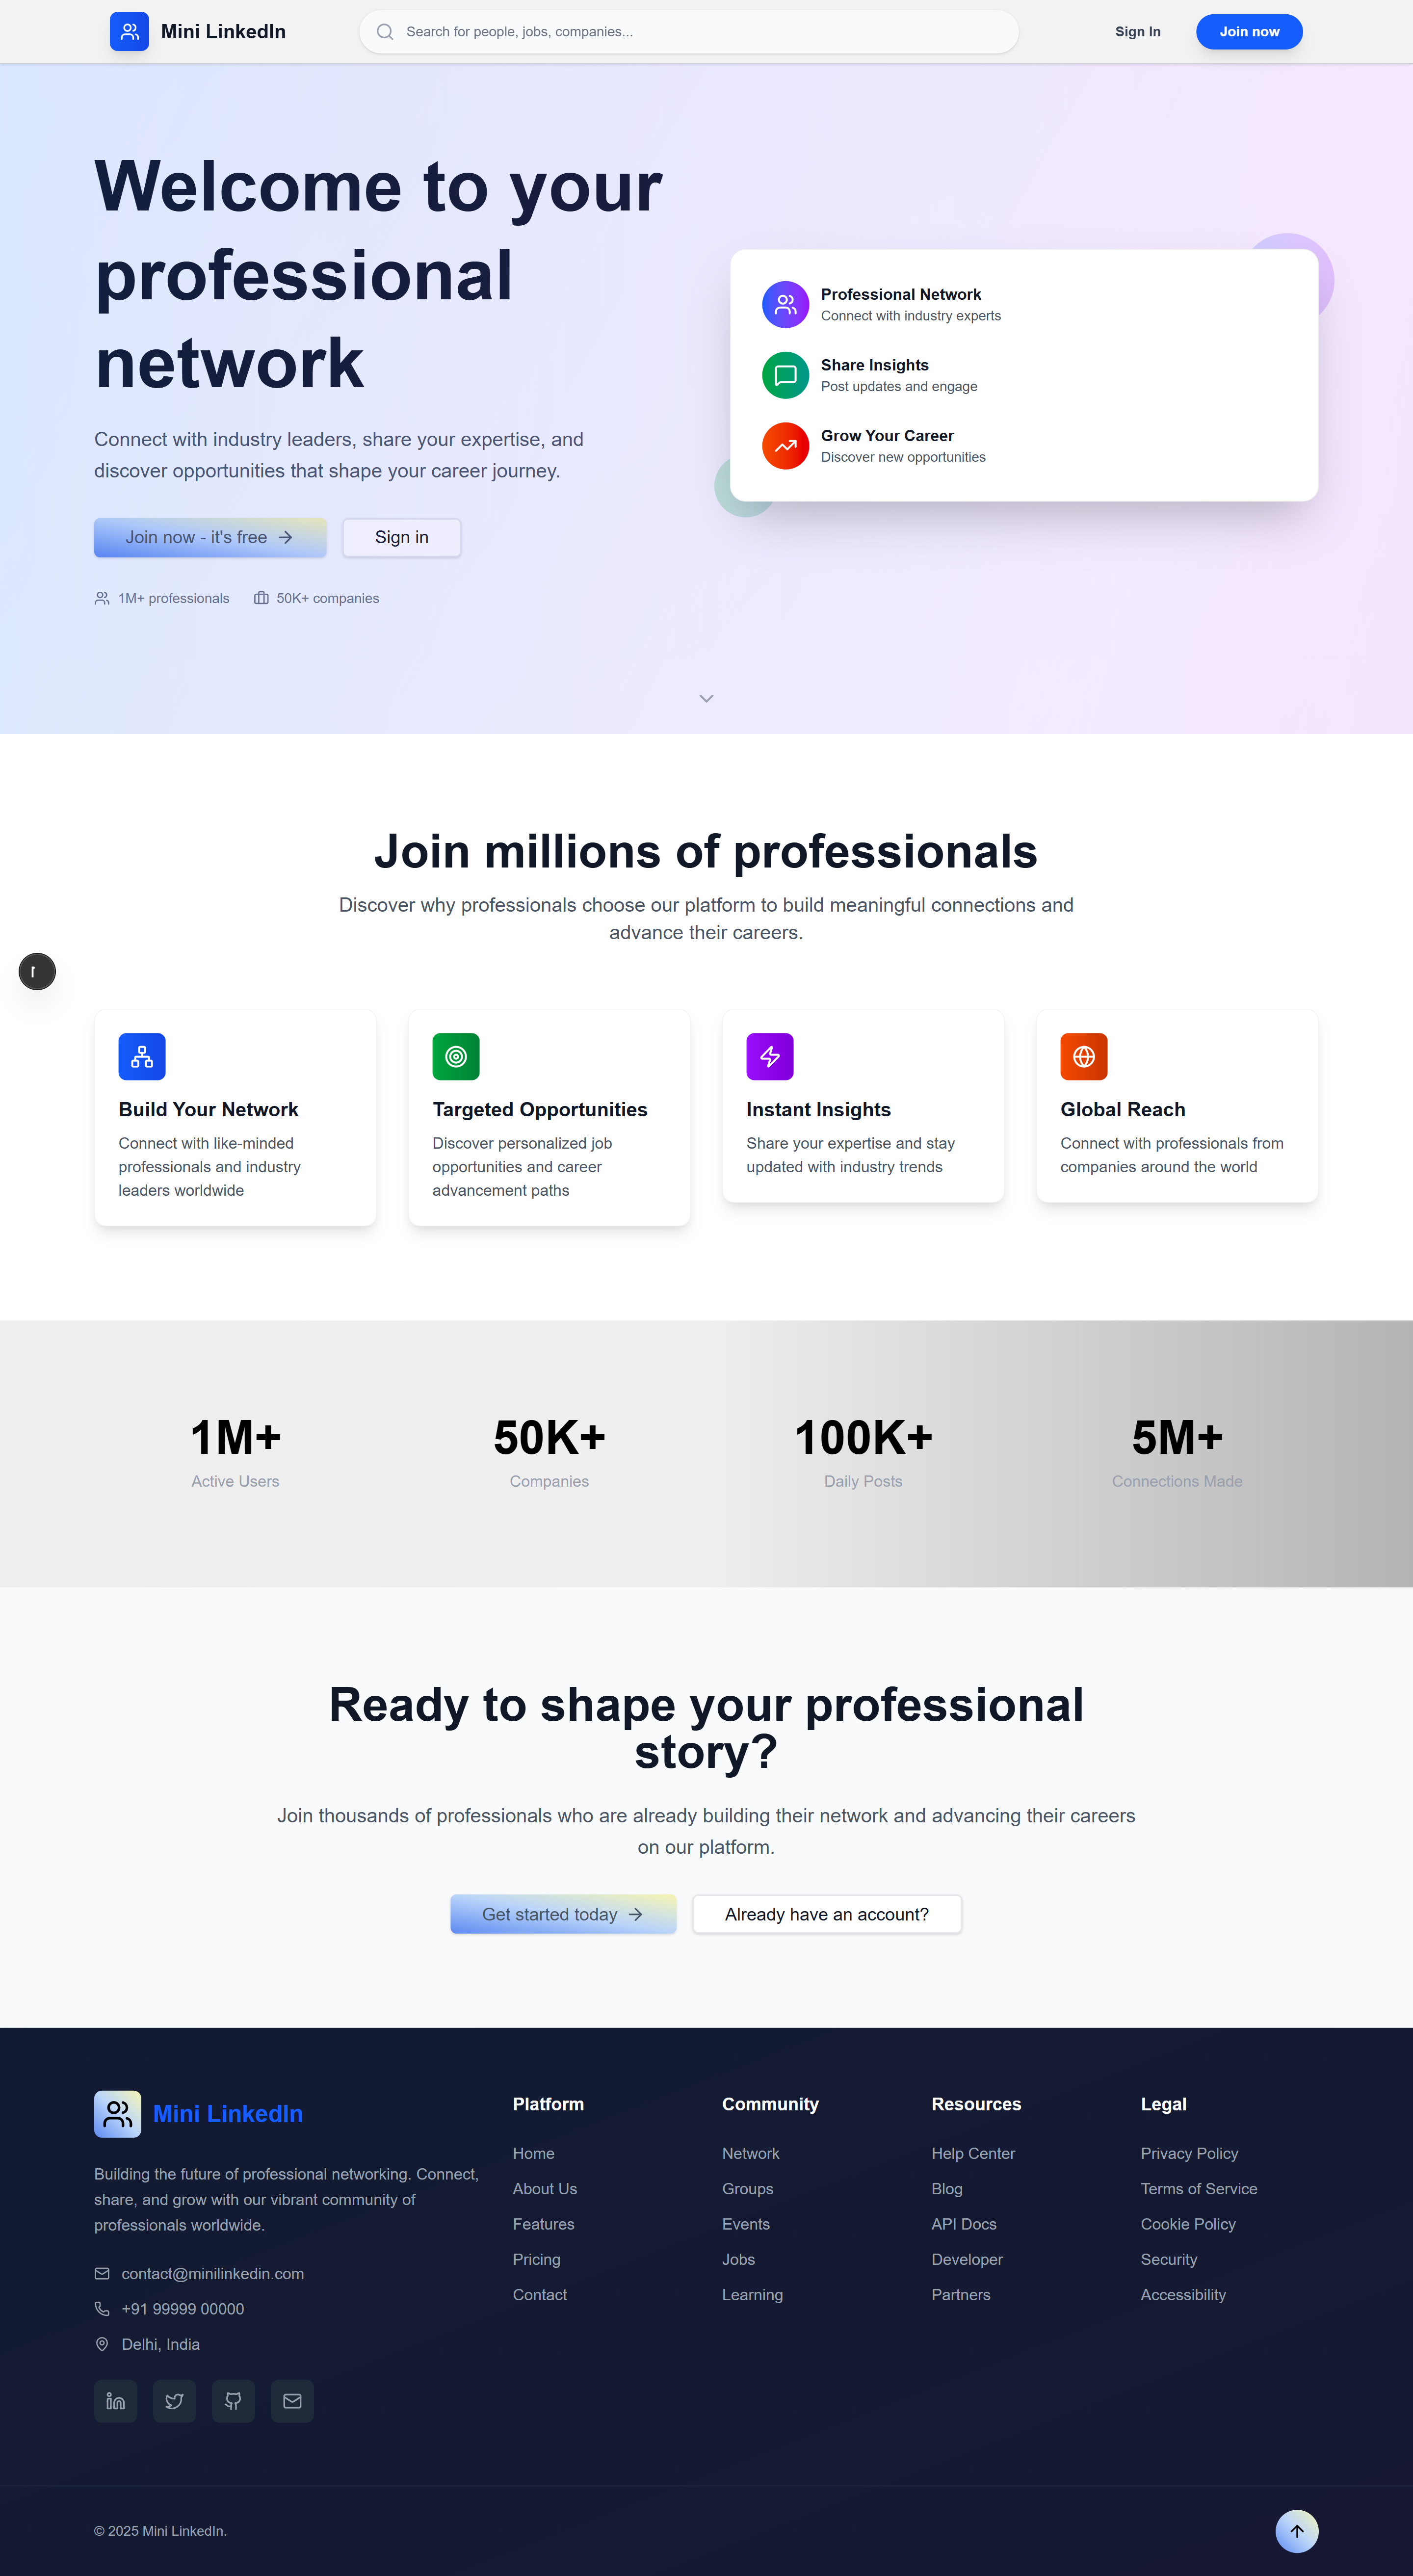 Mini LinkedIn
Search for people, jobs, companies...
Sign In
Join now
Welcome to your
professional
network
Connect with industry leaders, share your expertise, and
discover opportunities that shape your career journey.
Join now - it's free
Sign in
1M+ professionals
50K+ companies
Professional Network
Connect with industry experts
Share Insights
Post updates and engage
Grow Your Career
Discover new opportunities
Join millions of professionals
Discover why professionals choose our platform to build meaningful connections and
advance their careers.
Build Your Network
Connect with like-minded
professionals and industry
leaders worldwide
Targeted Opportunities
Discover personalized job
opportunities and career
advancement paths
Instant Insights
Share your expertise and stay
updated with industry trends
Global Reach
Connect with professionals from
companies around the world
1M+
Active Users
50K+
Companies
100K+
Daily Posts
5M+
Connections Made
Ready to shape your professional
story?
Join thousands of professionals who are already building their network and advancing their careers
on our platform.
Get started today
Already have an account?
Mini LinkedIn
Building the future of professional networking. Connect,
share, and grow with our vibrant community of
professionals worldwide.
contact@minilinkedin.com
+91 99999 00000
Delhi, India
Platform
Home
About Us
Features
Pricing
Contact
Community
Network
Groups
Events
Jobs
Learning
Resources
Help Center
Blog
API Docs
Developer
Partners
Legal
Privacy Policy
Terms of Service
Cookie Policy
Security
Accessibility
© 2025 Mini LinkedIn.